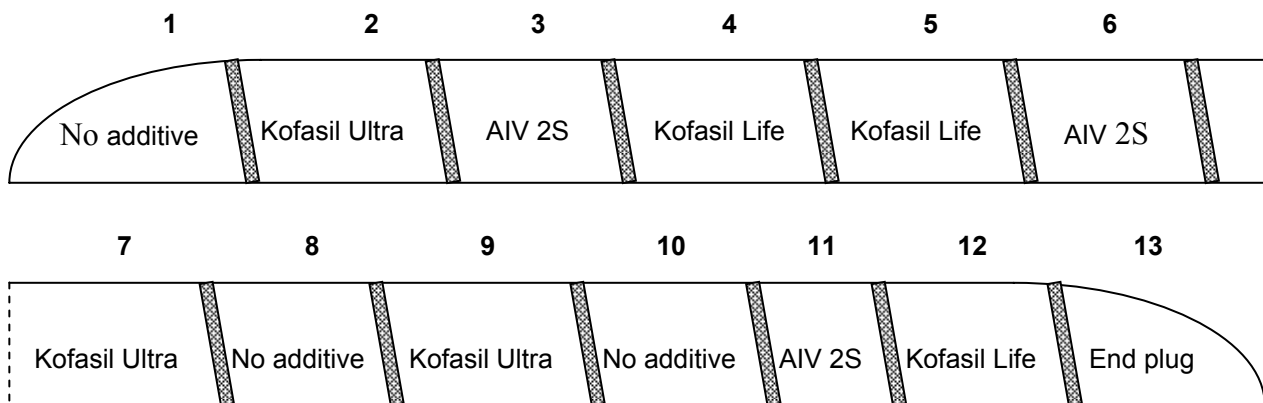 1 2 3 4 5 6
No additive Kofasil Ultra AIV 2S Kofasil Life Kofasil Life AIV 2S
7 8 9 10 11 12 13
Kofasil Ultra No additive Kofasil Ultra No additive AIV 2S Kofasil Life End plug